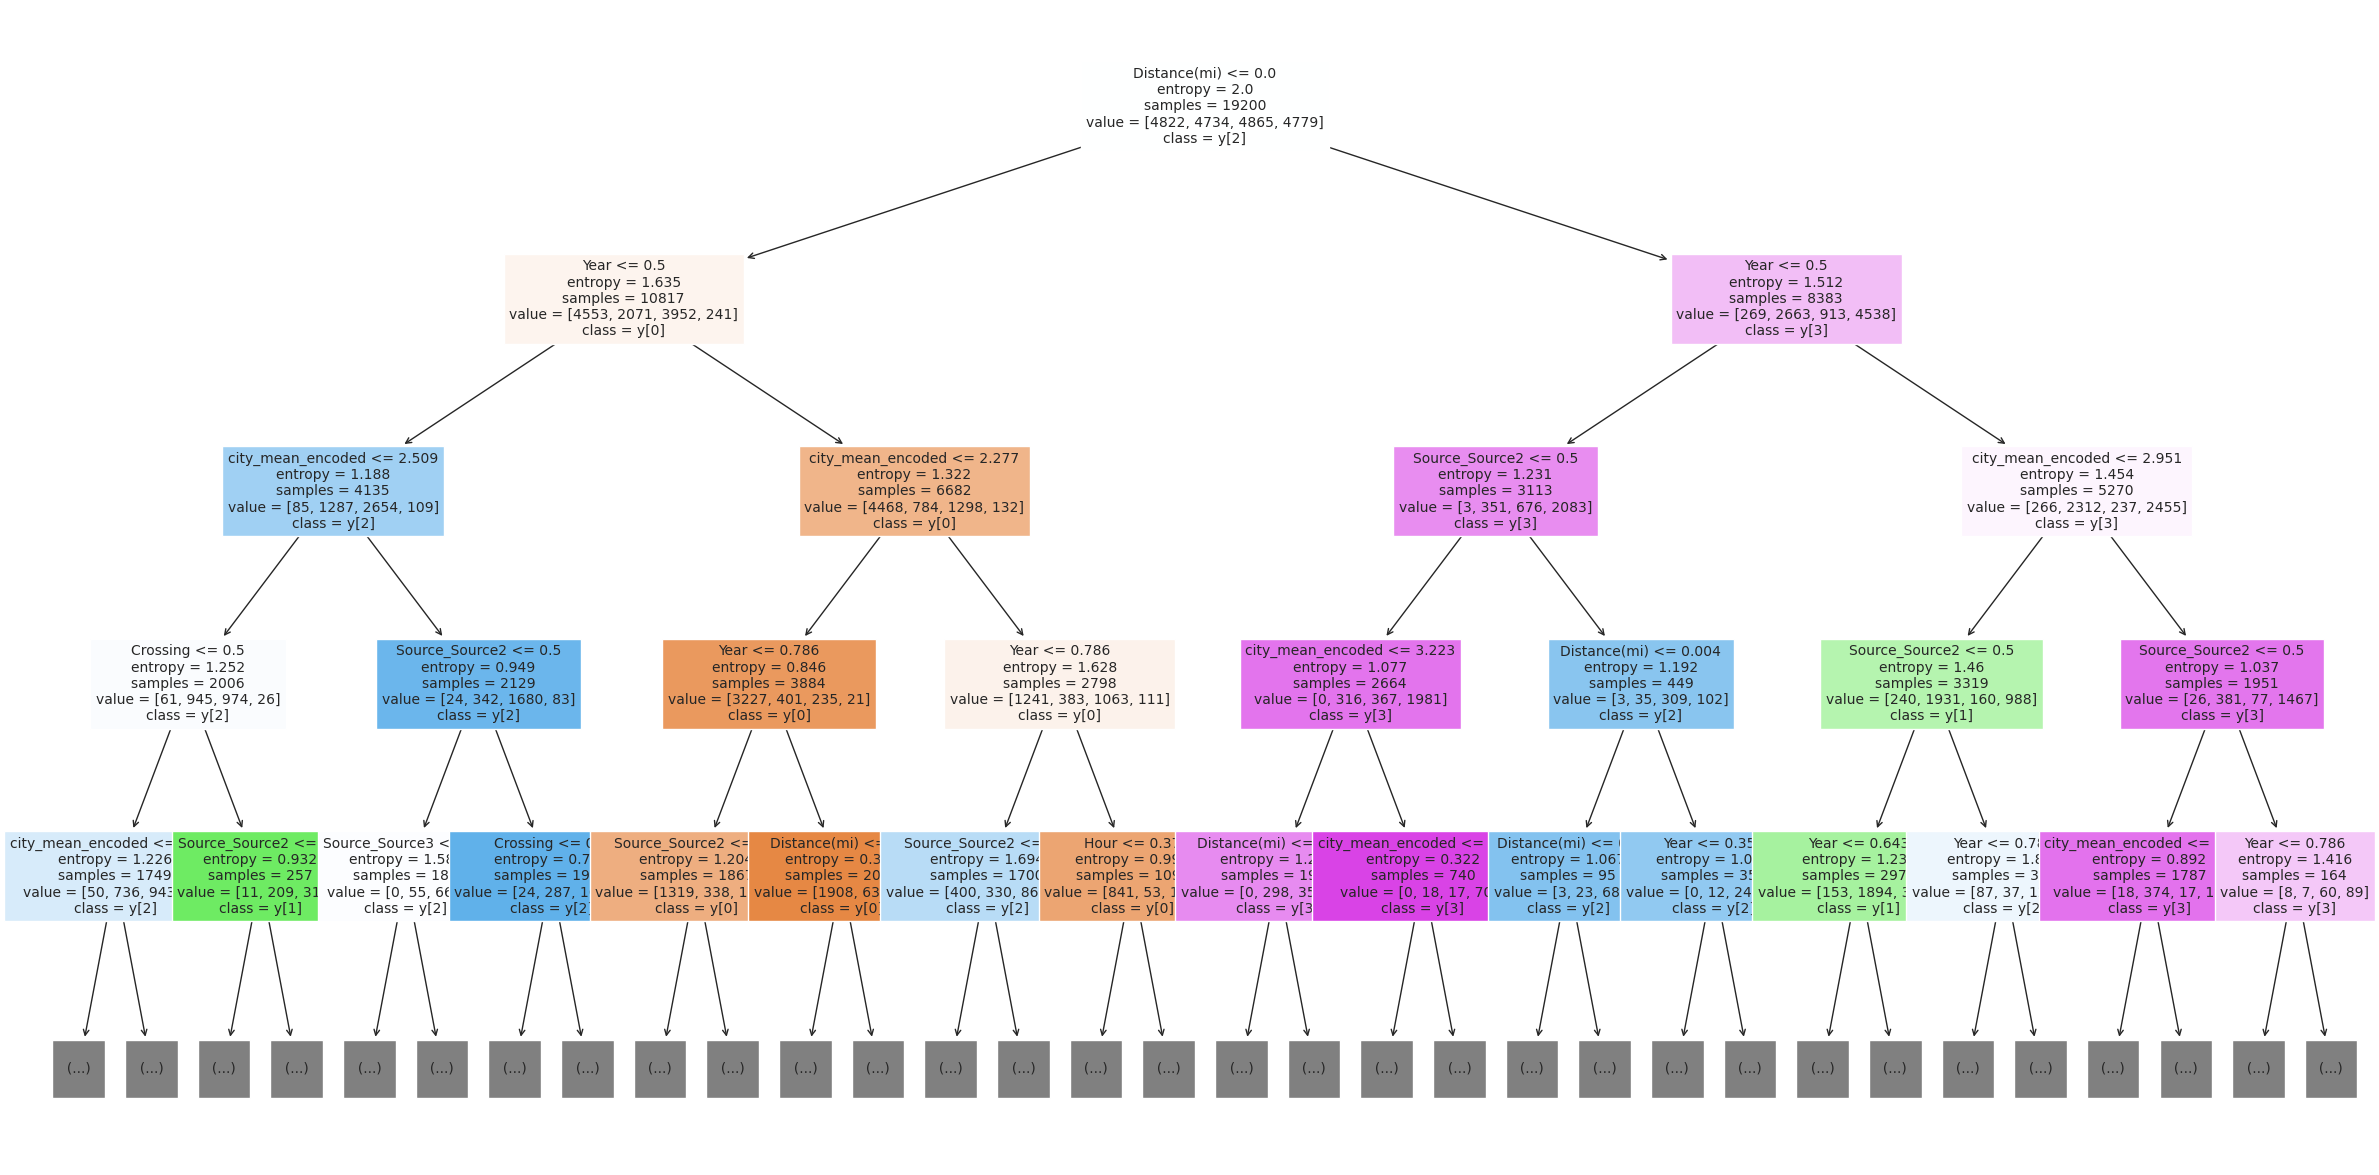 Distance(mi) <= 0.0
entropy = 2.0
samples = 19200
value = [4822, 4734, 4865, 4779]
class = y[2]
Year <= 0.5
entropy = 1.635
samples = 10817
value = [4553, 2071, 3952, 241]
class = y[0]
Year <= 0.5
entropy = 1.512
samples = 8383
value = [269, 2663, 913, 4538]
class = y[3]
city_mean_encoded <= 2.509
entropy = 1.188
samples = 4135
value = [85, 1287, 2654, 109]
class = y[2]
city_mean_encoded <= 2.277
entropy = 1.322
samples = 6682
value = [4468, 784, 1298, 132]
class = y[0]
Source_Source2 <= 0.5
entropy = 1.231
samples = 3113
value = [3, 351, 676, 2083]
class = y[3]
city_mean_encoded <= 2.951
entropy = 1.454
samples = 5270
value = [266, 2312, 237, 2455]
class = y[3]
Crossing <= 0.5
entropy = 1.252
samples = 2006
value = [61, 945, 974, 26]
class = y[2]
Source_Source2 <= 0.5
entropy = 0.949
samples = 2129
value = [24, 342, 1680, 83]
class = y[2]
Year <= 0.786
entropy = 0.846
samples = 3884
value = [3227, 401, 235, 21]
class = y[0]
Year <= 0.786
entropy = 1.628
samples = 2798
value = [1241, 383, 1063, 111]
class = y[0]
city_mean_encoded <= 3.223
entropy = 1.077
samples = 2664
value = [0, 316, 367, 1981]
class = y[3]
Distance(mi) <= 0.004
entropy = 1.192
samples = 449
value = [3, 35, 309, 102]
class = y[2]
Source_Source2 <= 0.5
entropy = 1.46
samples = 3319
value = [240, 1931, 160, 988]
class = y[1]
Source_Source2 <= 0.5
entropy = 1.037
samples = 1951
value = [26, 381, 77, 1467]
class = y[3]
city_mean_encoded <=
entropy = 1.226
samples = 1749
value = [50, 736, 943
class = y[2]
Source_Source2 <=
entropy = 0.932
samples = 257
value = [11, 209, 31
class = y[1]
Source_Source3 <
entropy = 1.58
samples = 18
value = [0, 55, 66
class = y[2]
Crossing <=
entropy = 0.7
samples = 19
value = [24, 287, 1
class = y[2]
Source_Source2 <=
entropy = 1.204
samples = 1867
value = [1319, 338, 1
class = y[0]
Distance(mi) <=
entropy = 0.3
samples = 20
value = [1908, 63
class = y[0]
Source_Source2 <=
entropy = 1.694
samples = 1700
value = [400, 330, 86
class = y[2]
Hour <= 0.37
entropy = 0.99
samples = 109
value = [841, 53, 1
class = y[0]
Distance(mi) <=
entropy = 1.2
samples = 19
value = [0, 298, 35
class = y[3
city_mean_encoded <=
entropy = 0.322
samples = 740
value = [0, 18, 17, 70
class = y[3]
Distance(mi) <=
entropy = 1.067
samples = 95
value = [3, 23, 68
class = y[2]
Year <= 0.35
entropy = 1.0
samples = 35
value = [0, 12, 24
class = y[2
Year <= 0.643
entropy = 1.23
samples = 297
value = [153, 1894,
class = y[1]
Year <= 0.78
entropy = 1.8
samples = 3
value = [87, 37, 1
class = y[2
city_mean_encoded <=
entropy = 0.892
samples = 1787
value = [18, 374, 17, 1
class = y[3]
Year <= 0.786
entropy = 1.416
samples = 164
value = [8, 7, 60, 89]
class = y[3]
(...) (...) (...) (...) (...) (...) (...) (...) (...) (...) (...) (...) (...) (...) (...) (...) (...) (...) (...) (...) (...) (...) (...) (...) (...) (...) (...) (...) (...) (...) (...) (...)